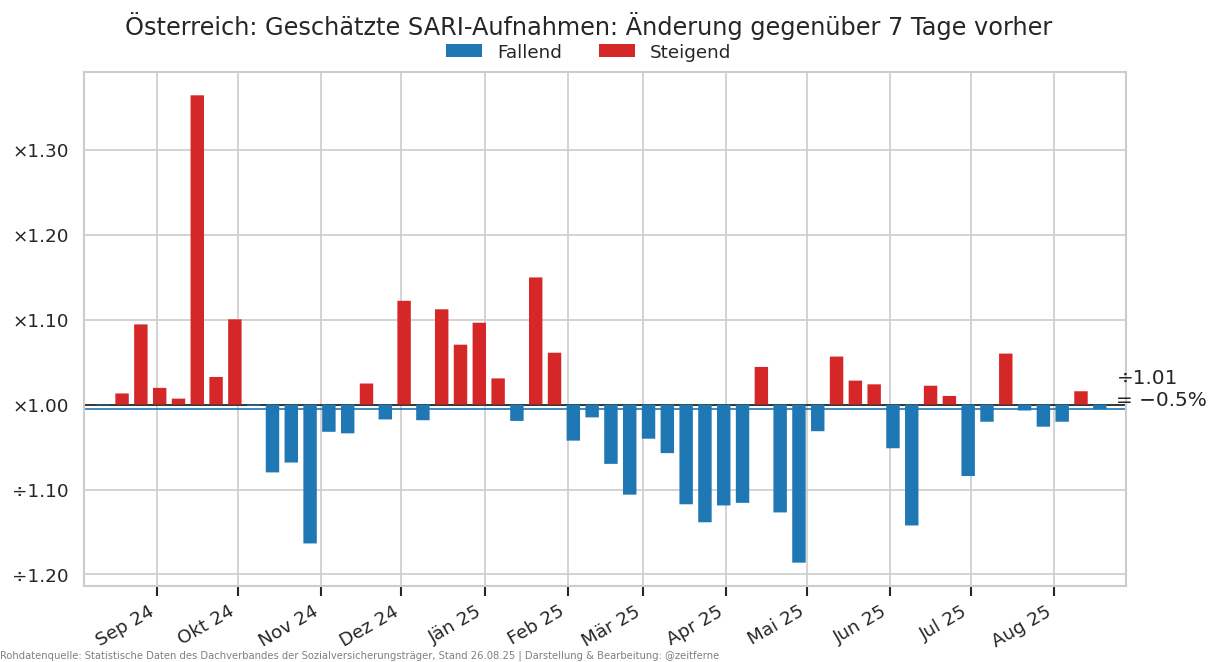 Österreich: Geschätzte SARI-Aufnahmen: Änderung gegenüber 7 Tage vorher
Fallend Steigend
×1.30
×1.20
×1.10
×1.00
÷1.10
÷1.20
÷1.01
= −0.5%
Sep 24 Okt 24 Nov 24 Dez 24 Jän 25 Feb 25 Mär 25 Apr 25 Mai 25 Jun 25 Jul 25 Aug 25
Rohdatenquelle: Statistische Daten des Dachverbandes der Sozialversicherungsträger, Stand 26.08.25 | Darstellung & Bearbeitung: @zeitferne